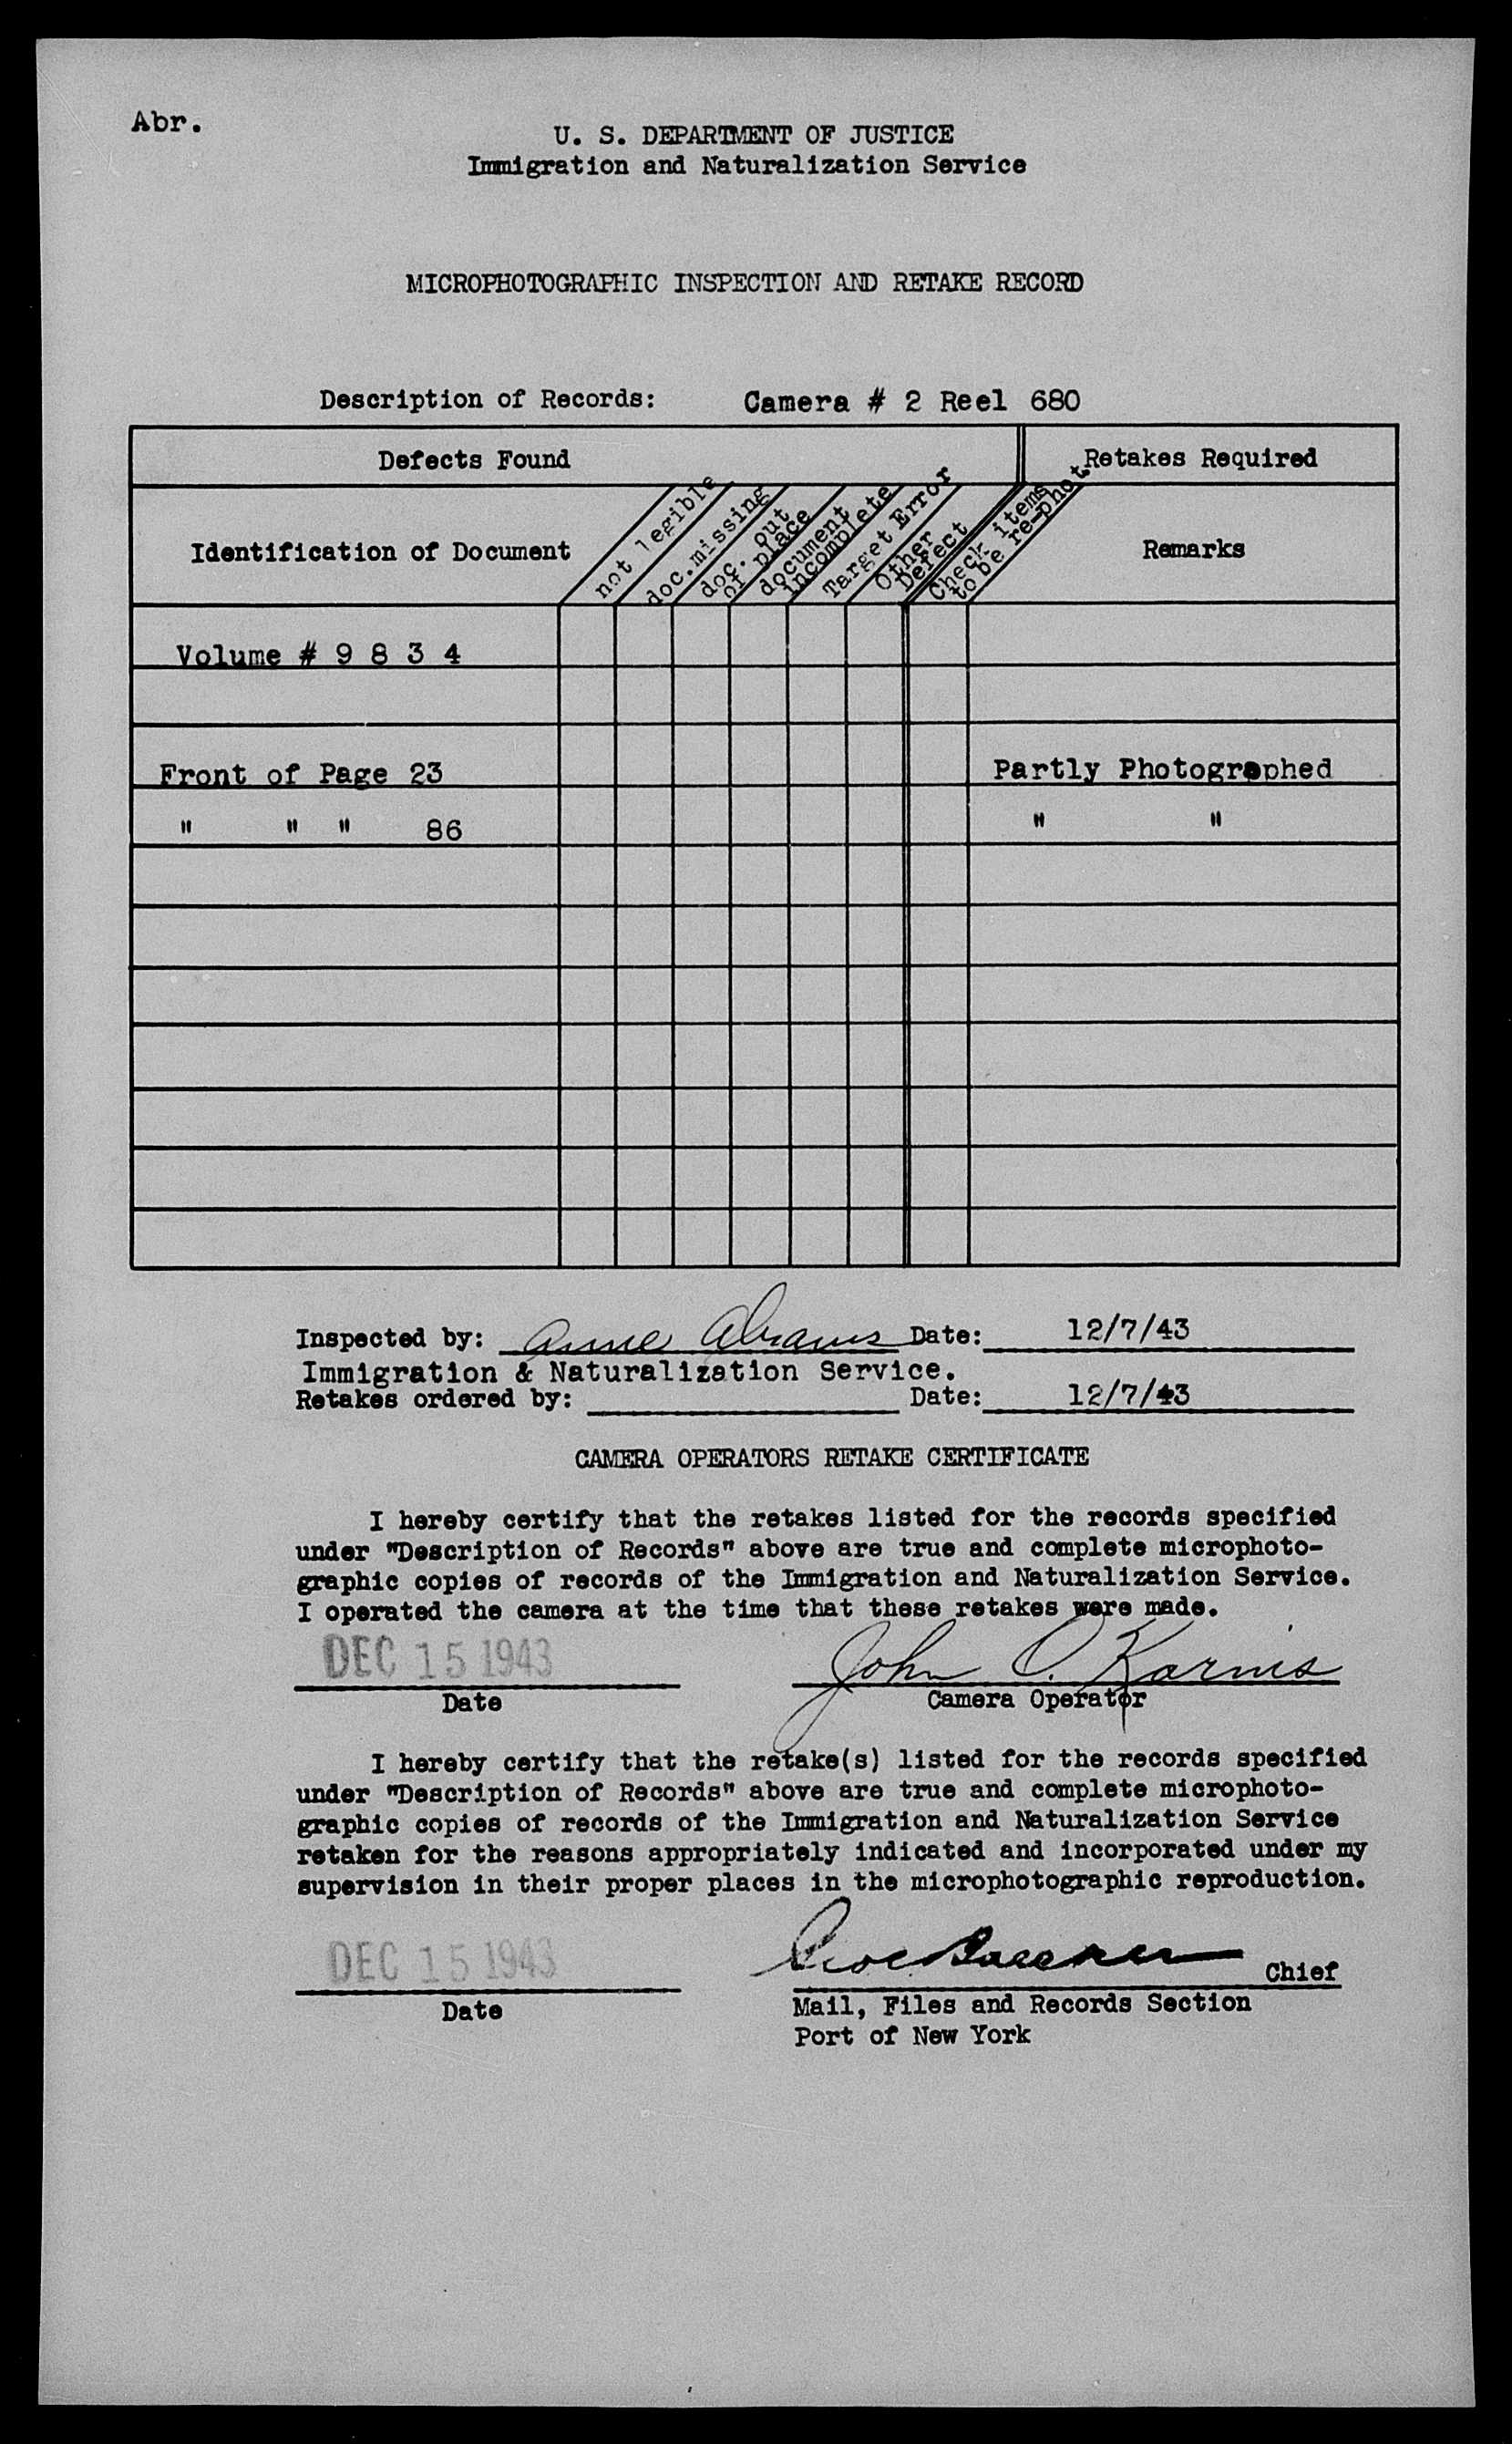 Abr.
U. S. DEPARTMENT OF JUSTICE
Immigration and Naturalization Service
MICROPHOTOGRAPHIC INSPECTION AND RETAKE RECORD
Description of Records: Camera # 2 Reel 680
Defects Found
Retakes Required
Identification of Document
not legible
doc.missing
doc. out
of place
document
incomplete
Target Error
Other
Defect
Check items
to be re-phot.
Remarks
Volume # 9 8 3 4
Front of Page 23 Partly Photographed
" " " 86 " "
Inspected by: Anne Abrams Date: 12/7/43
Immigration & Naturalization Service.
Retakes ordered by: Date: 12/7/43
CAMERA OPERATORS RETAKE CERTIFICATE
I hereby certify that the retakes listed for the records specified
under "Description of Records" above are true and complete microphoto-
graphic copies of records of the Immigration and Naturalization Service.
I operated the camera at the time that these retakes were made.
DEC 15 1943 John O. Karnis
Date Camera Operator
I hereby certify that the retake(s) listed for the records specified
under "Description of Records" above are true and complete microphoto-
graphic copies of records of the Immigration and Naturalization Service
retaken for the reasons appropriately indicated and incorporated under my
supervision in their proper places in the microphotographic reproduction.
DEC 15 1943 Chief
Date Mail, Files and Records Section
Port of New York